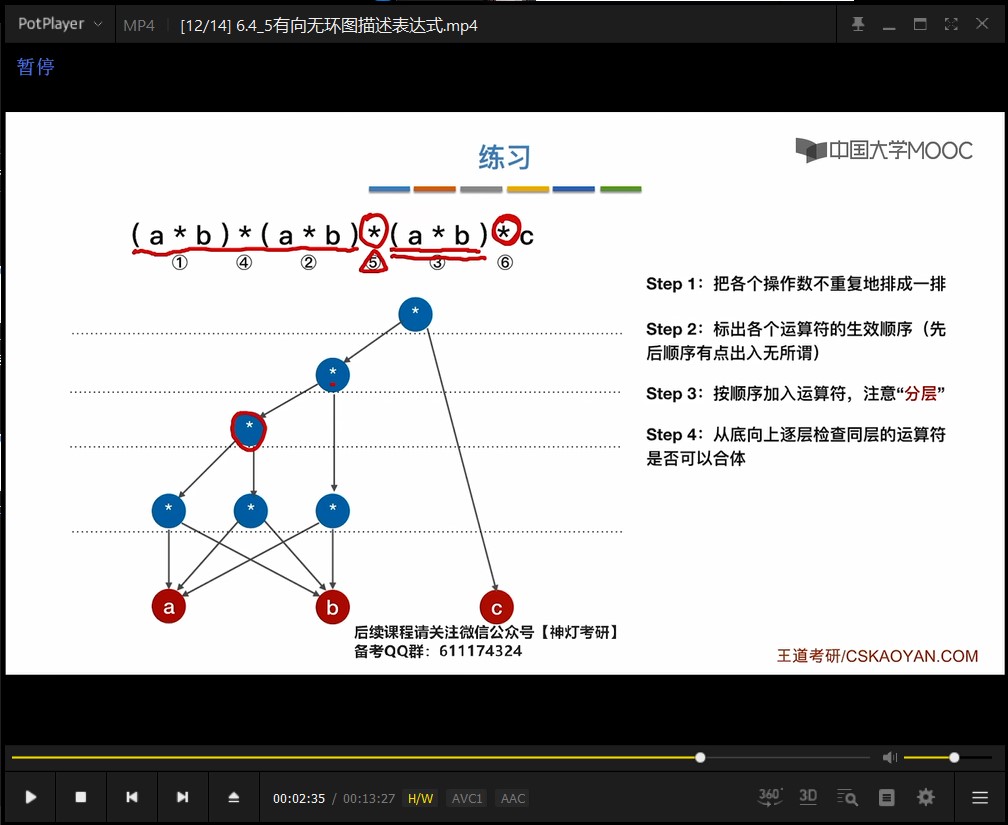 PotPlayer MP4 [12/14] 6.4_5有向无环图描述表达式.mp4
暂停
中国大学MOOC
练习
( a * b ) * ( a * b ) * ( a * b ) * c
① ④ ② ⑤ ③ ⑥
Step 1：把各个操作数不重复地排成一排
Step 2：标出各个运算符的生效顺序（先
后顺序有点出入无所谓）
Step 3：按顺序加入运算符，注意“分层”
Step 4：从底向上逐层检查同层的运算符
是否可以合体
*
*
*
* * *
a b c
后续课程请关注微信公众号【神灯考研】
备考QQ群：611174324
王道考研/CSKAOYAN.COM
00:02:35 / 00:13:27 H/W AVC1 AAC
360° 3D